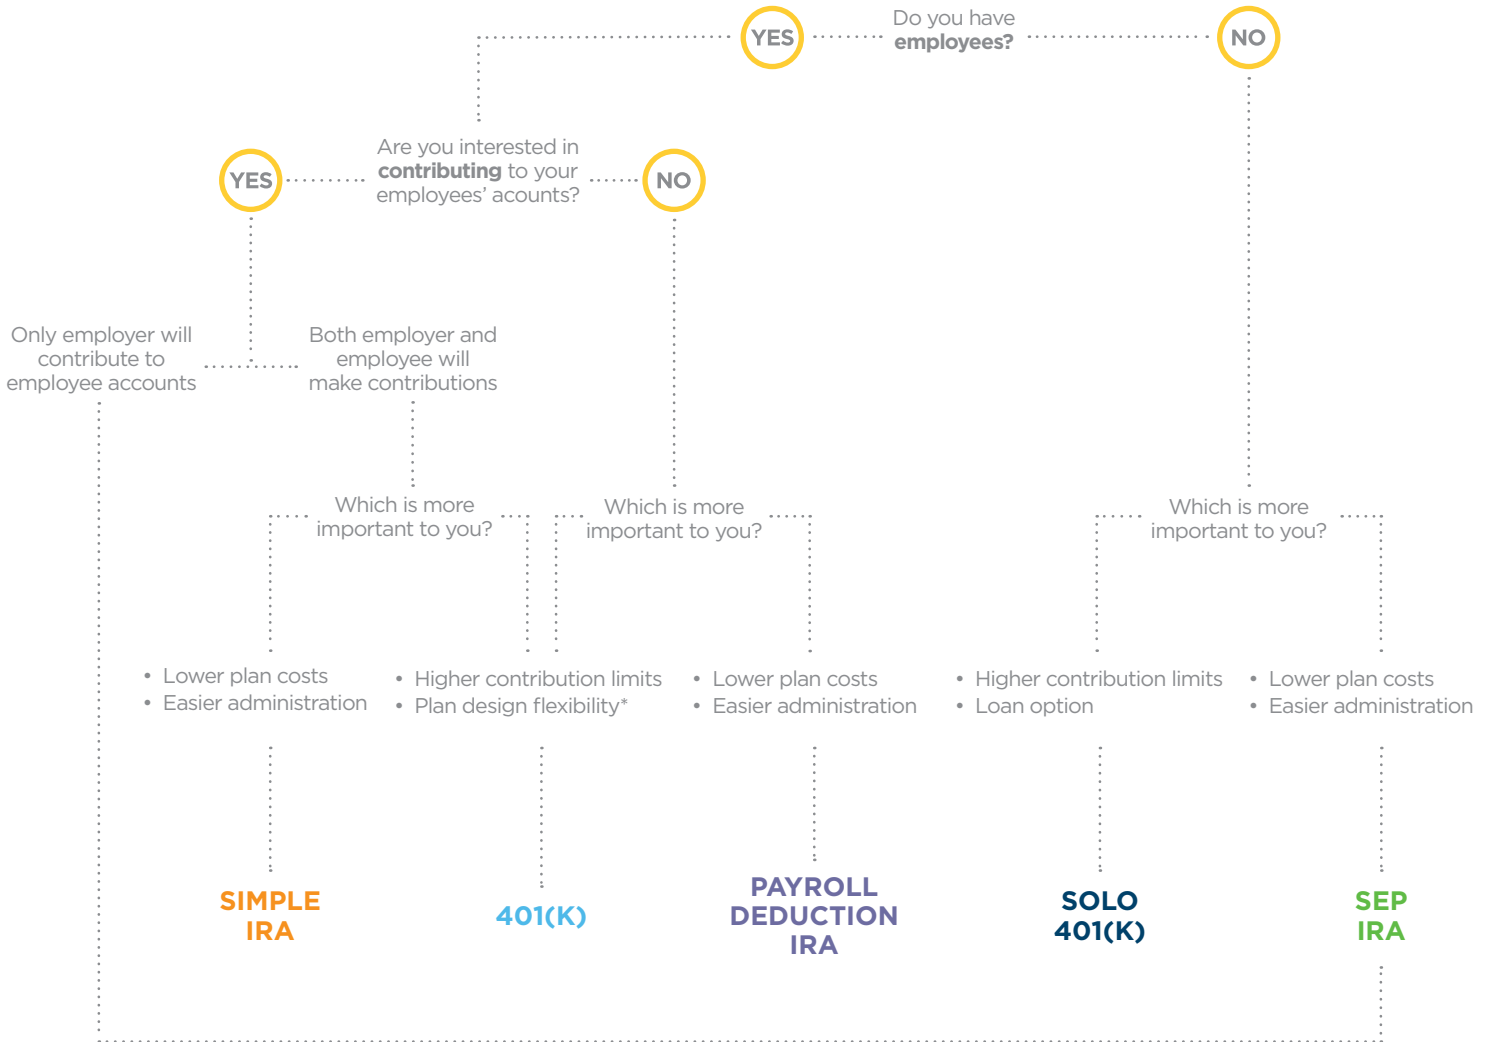 Do you have
employees?
YES
NO
Are you interested in
contributing to your
employees’ acounts?
YES
NO
Only employer will
contribute to
employee accounts
Both employer and
employee will
make contributions
Which is more
important to you?
Which is more
important to you?
Which is more
important to you?
• Lower plan costs
• Easier administration
• Higher contribution limits
• Plan design flexibility*
• Lower plan costs
• Easier administration
• Higher contribution limits
• Loan option
• Lower plan costs
• Easier administration
SIMPLE
IRA
401(K)
PAYROLL
DEDUCTION
IRA
SOLO
401(K)
SEP
IRA